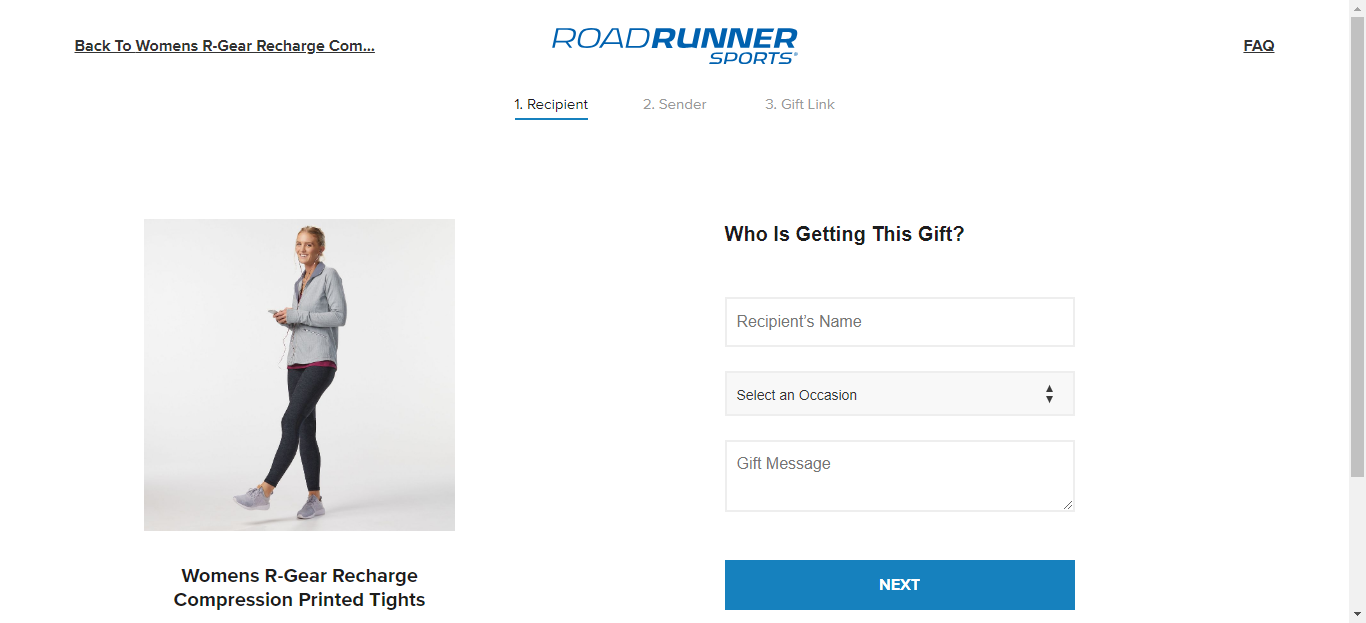 Back To Womens R-Gear Recharge Com...
ROADRUNNER
SPORTS®
FAQ
1. Recipient
2. Sender
3. Gift Link
Who Is Getting This Gift?
Recipient’s Name
Select an Occasion
Gift Message
NEXT
Womens R-Gear Recharge
Compression Printed Tights